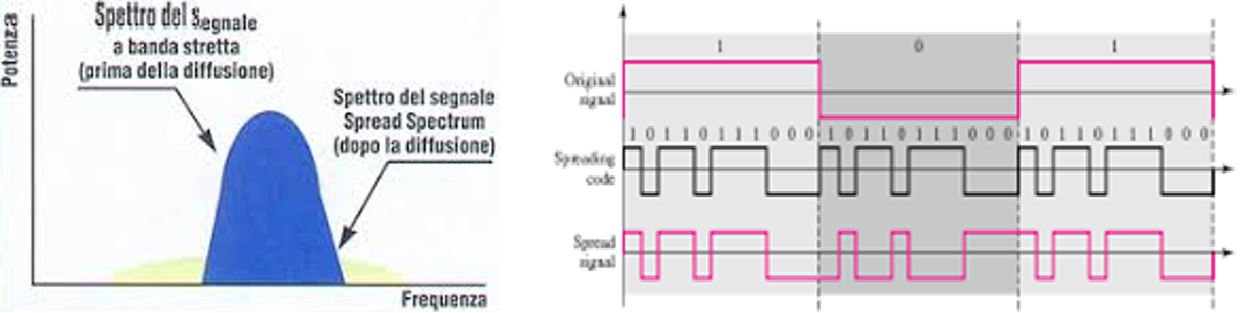 Potenza
Spettro del segnale
a banda stretta
(prima della diffusione)
Spettro del segnale
Spread Spectrum
(dopo la diffusione)
Frequenza
1 0 1
Original
signal
1 0 1 1 0 1 1 1 0 0 0 1 0 1 1 0 1 1 1 0 0 0 1 0 1 1 0 1 1 1 0 0 0
Spreading
code
Spread
signal